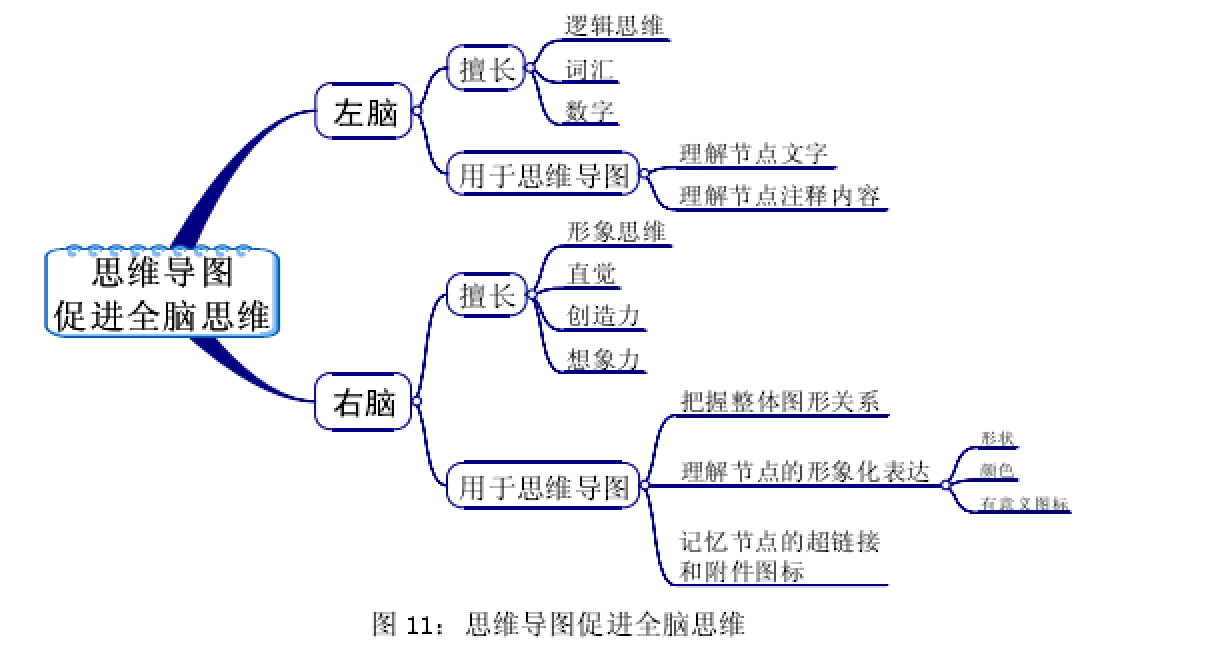 思维导图
促进全脑思维
左脑
擅长
逻辑思维
词汇
数字
用于思维导图
理解节点文字
理解节点注释内容
右脑
擅长
形象思维
直觉
创造力
想象力
用于思维导图
把握整体图形关系
理解节点的形象化表达
形状
颜色
有意义图标
记忆节点的超链接
和附件图标
图 11：思维导图促进全脑思维